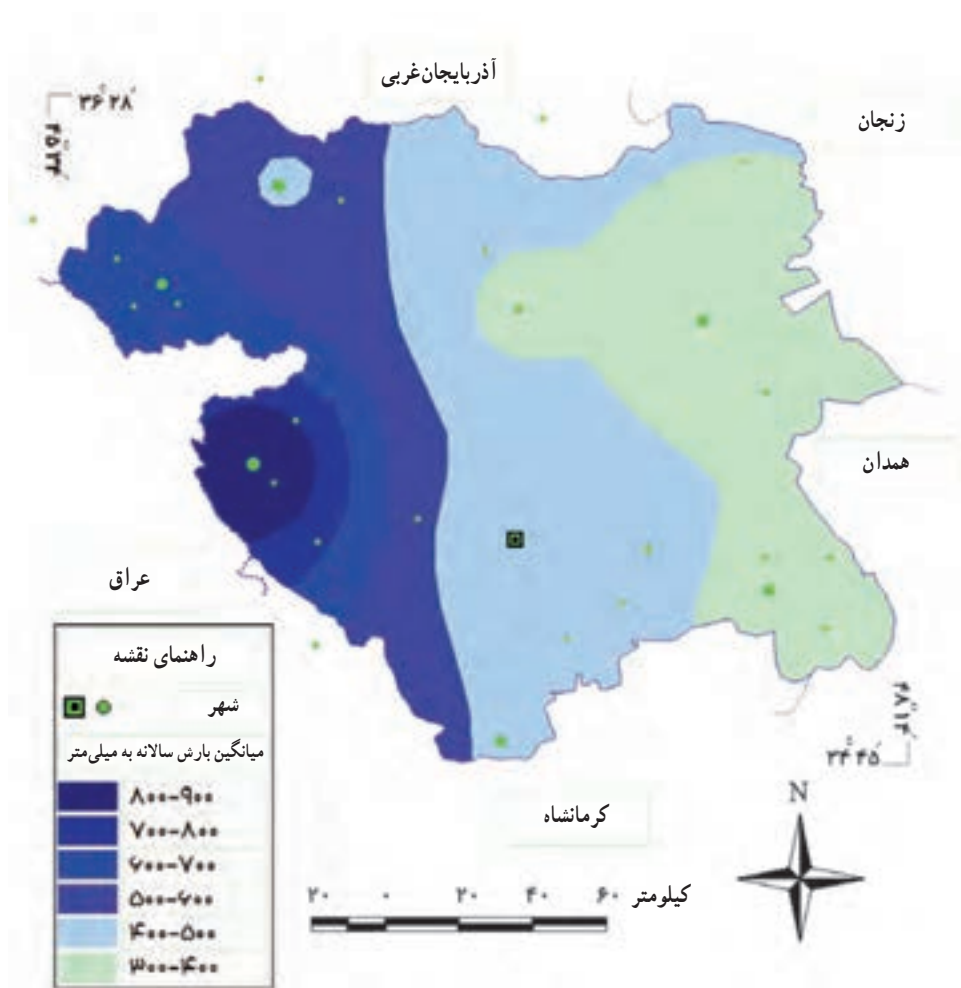 آذربایجان‌غربی
زنجان
۳۶° ۲۸′
همدان
عراق
کرمانشاه
۴۸° ۱۴′
۳۴° ۴۵′
راهنمای نقشه
شهر
میانگین بارش سالانه به میلی‌متر
۸۰۰-۹۰۰
۷۰۰-۸۰۰
۶۰۰-۷۰۰
۵۰۰-۶۰۰
۴۰۰-۵۰۰
۳۰۰-۴۰۰
N
۲۰ ۰ ۲۰ ۴۰ ۶۰ کیلومتر